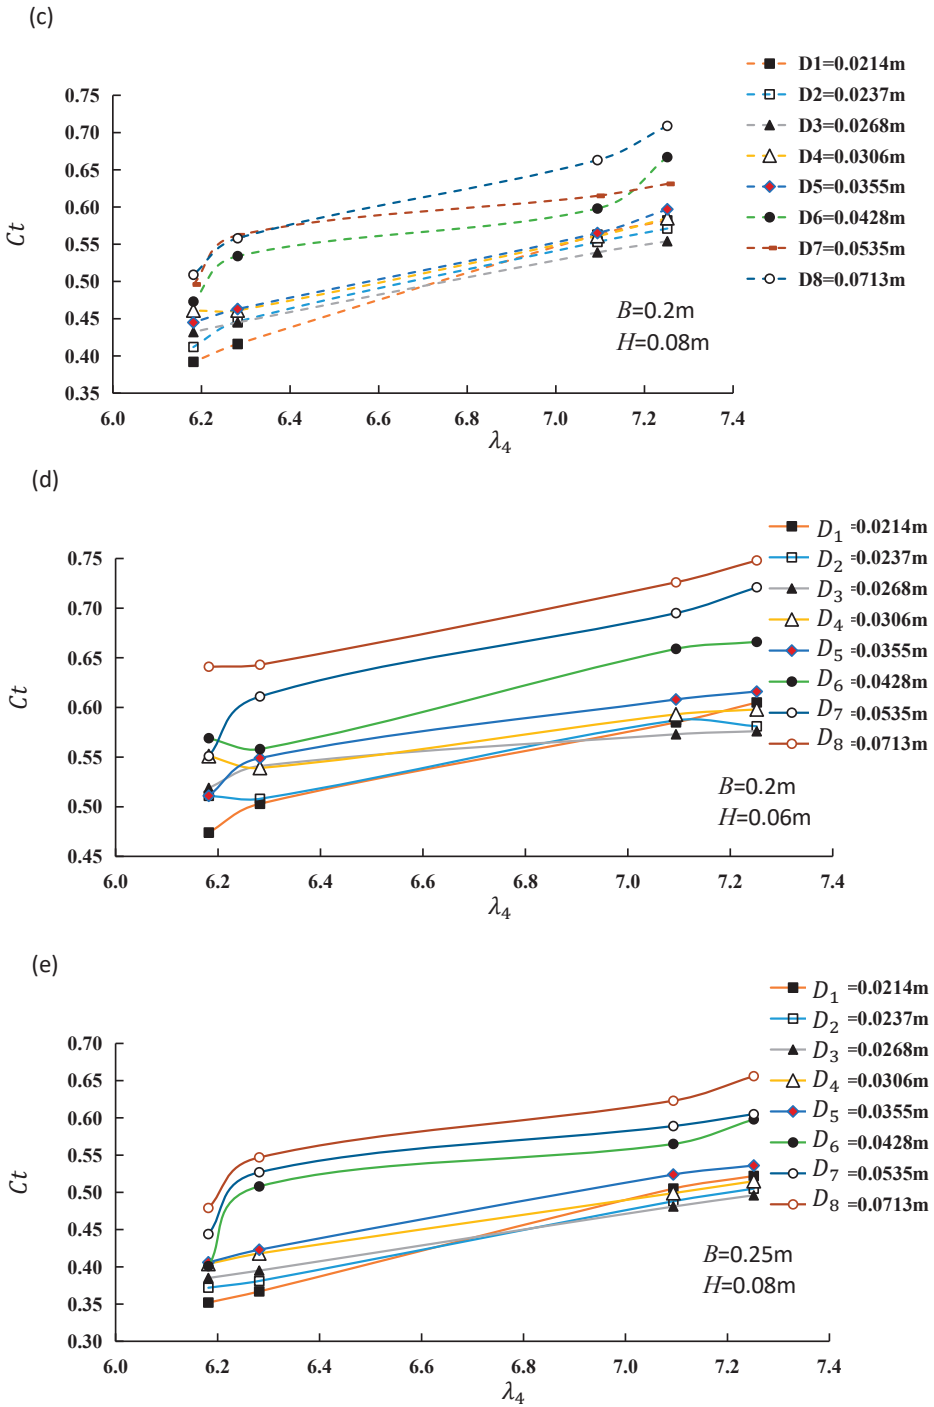 (c)
D1=0.0214m
D2=0.0237m
D3=0.0268m
D4=0.0306m
D5=0.0355m
D6=0.0428m
D7=0.0535m
D8=0.0713m
0.75
0.70
0.65
0.60
0.55
0.50
0.45
0.40
0.35
Ct
B=0.2m
H=0.08m
6.0 6.2 6.4 6.6 6.8 7.0 7.2 7.4
λ₄
(d)
D₁ =0.0214m
D₂ =0.0237m
D₃ =0.0268m
D₄ =0.0306m
D₅ =0.0355m
D₆ =0.0428m
D₇ =0.0535m
D₈ =0.0713m
0.75
0.70
0.65
0.60
0.55
0.50
0.45
Ct
B=0.2m
H=0.06m
6.0 6.2 6.4 6.6 6.8 7.0 7.2 7.4
λ₄
(e)
D₁ =0.0214m
D₂ =0.0237m
D₃ =0.0268m
D₄ =0.0306m
D₅ =0.0355m
D₆ =0.0428m
D₇ =0.0535m
D₈ =0.0713m
0.70
0.65
0.60
0.55
0.50
0.45
0.40
0.35
0.30
Ct
B=0.25m
H=0.08m
6.0 6.2 6.4 6.6 6.8 7.0 7.2 7.4
λ₄